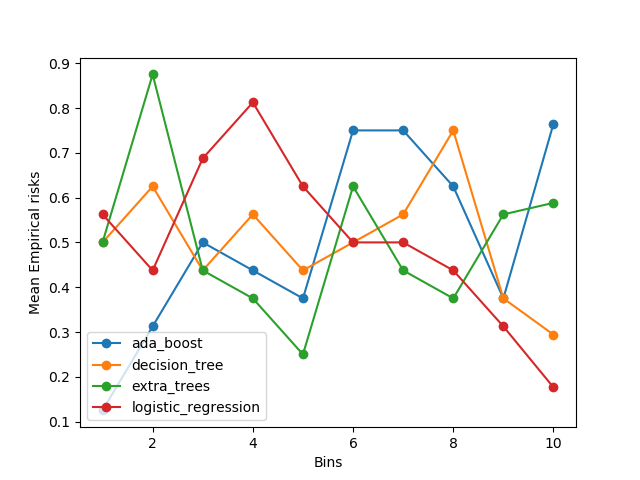 0.9
0.8
0.7
0.6
0.5
0.4
0.3
0.2
0.1
Mean Empirical risks
ada_boost
decision_tree
extra_trees
logistic_regression
2 4 6 8 10
Bins